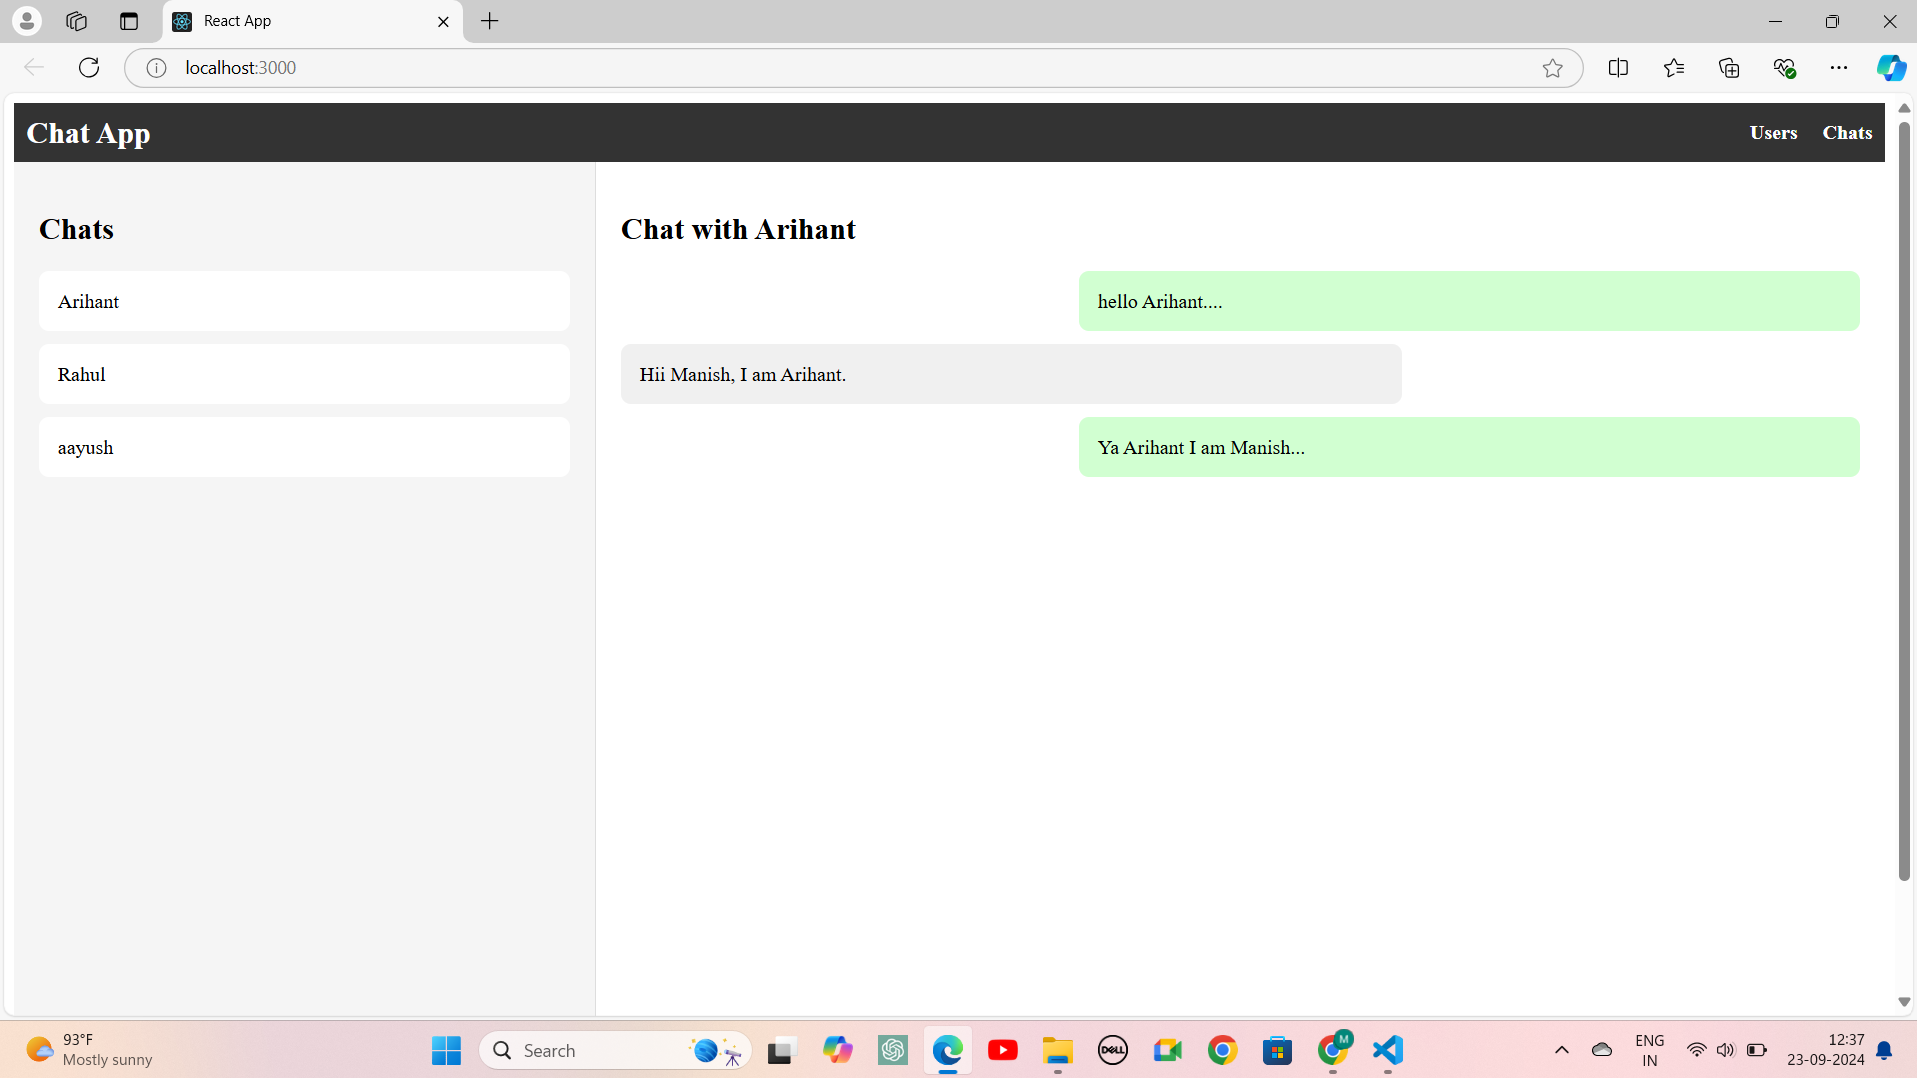 React App
localhost:3000
Chat App
Users Chats
Chats
Arihant
Rahul
aayush
Chat with Arihant
hello Arihant....
Hii Manish, I am Arihant.
Ya Arihant I am Manish...
93°F
Mostly sunny
Search
DELL
M
ENG
IN
12:37
23-09-2024